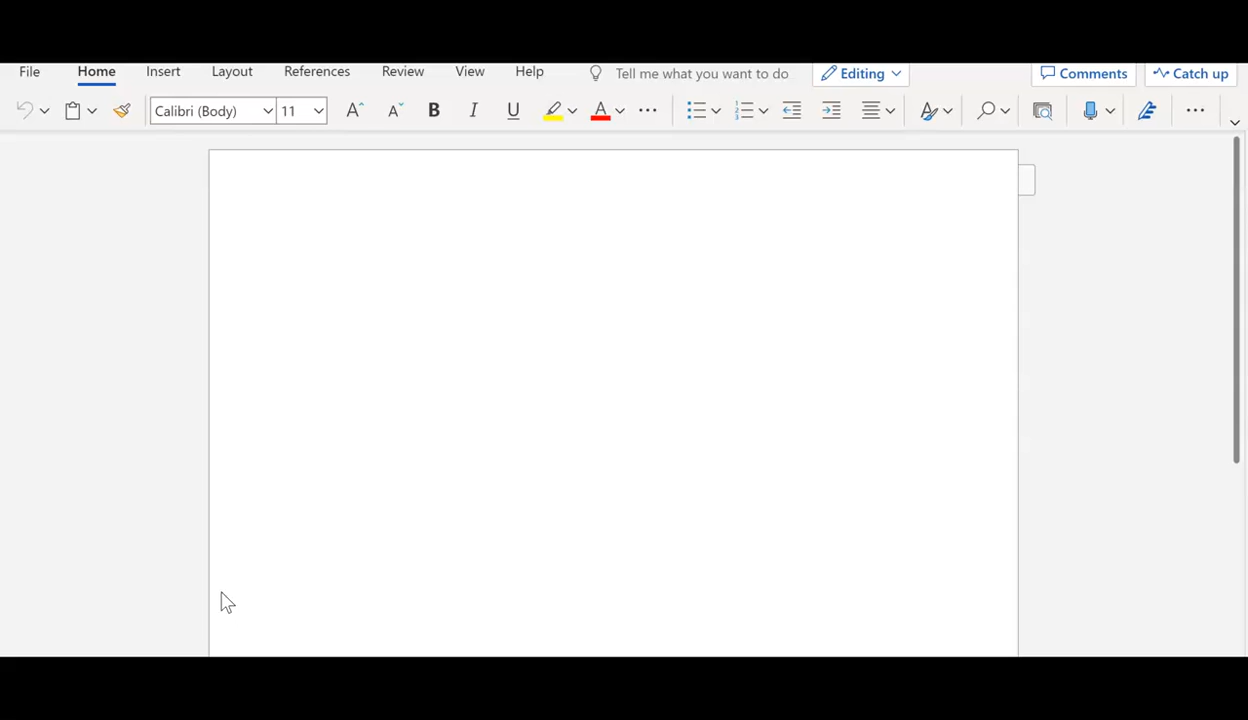 File Home Insert Layout References Review View Help Tell me what you want to do Editing Comments Catch up
Calibri (Body) 11 A A B I U A